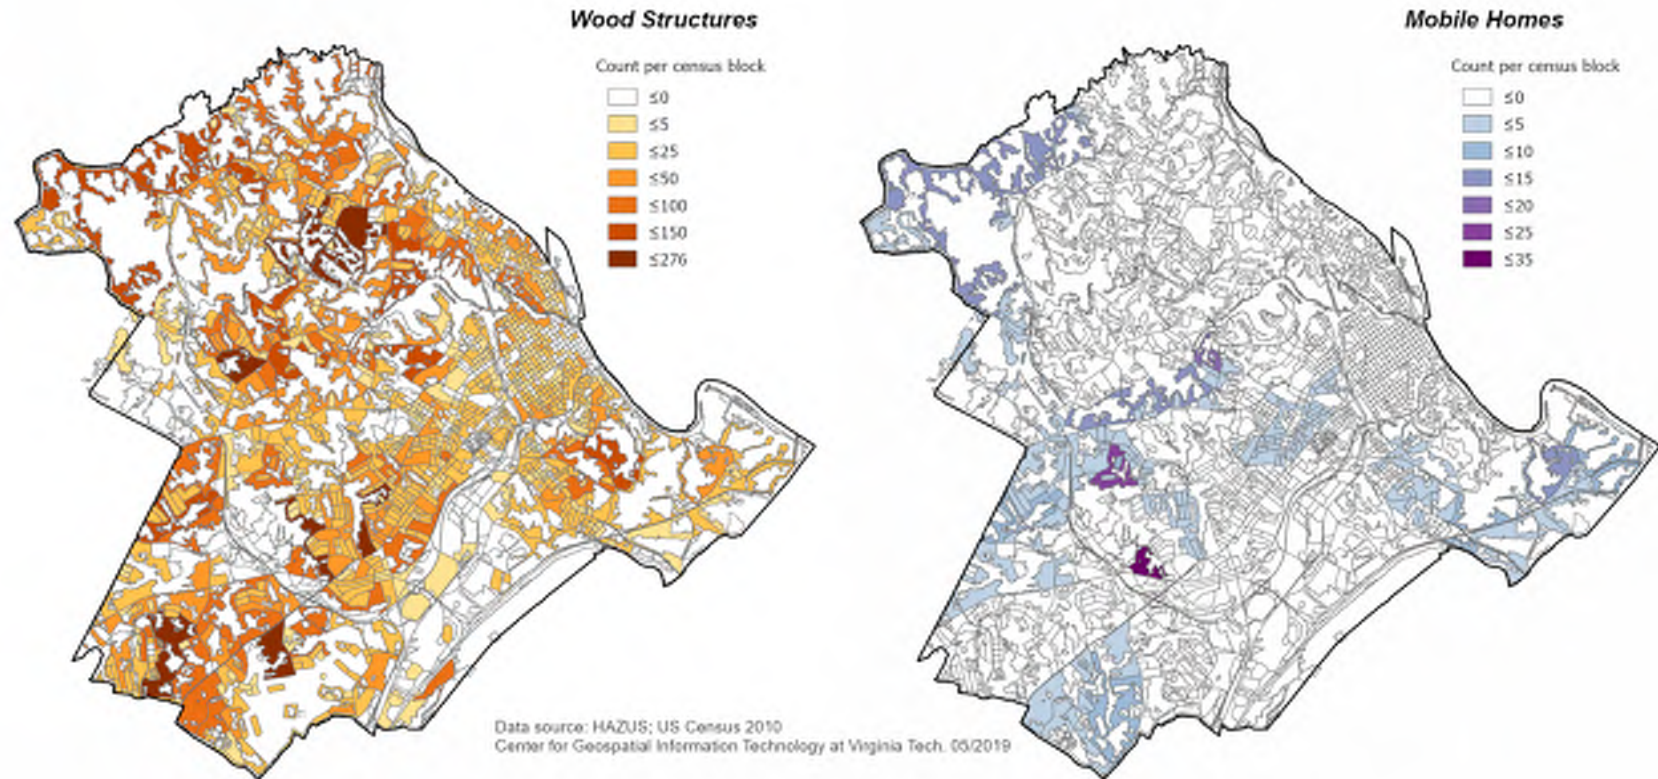 Wood Structures
Count per census block
≤0
≤5
≤25
≤50
≤100
≤150
≤276
Mobile Homes
Count per census block
≤0
≤5
≤10
≤15
≤20
≤25
≤35
Data source: HAZUS; US Census 2010
Center for Geospatial Information Technology at Virginia Tech. 05/2019